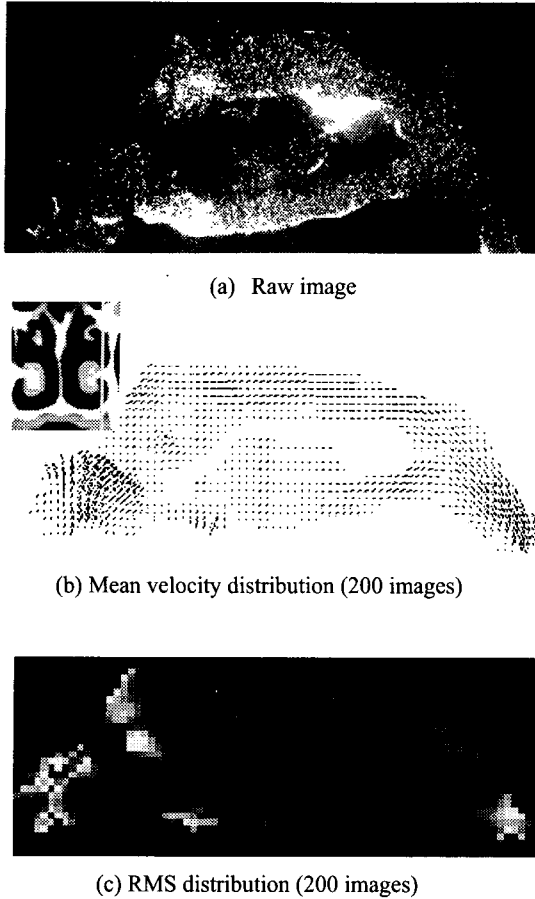 (a) Raw image
(b) Mean velocity distribution (200 images)
(c) RMS distribution (200 images)